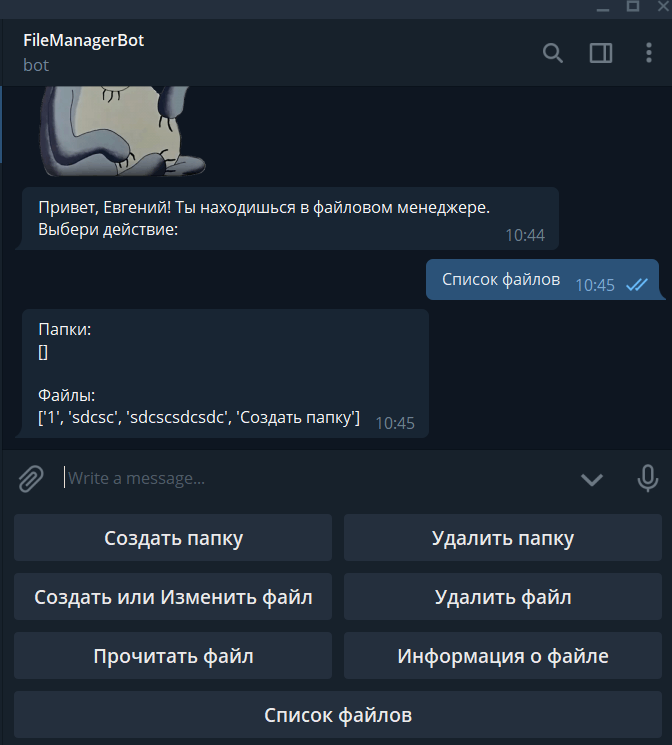 FileManagerBot
bot
Привет, Евгений! Ты находишься в файловом менеджере.
Выбери действие:
10:44
Список файлов 10:45
Папки:
[]
Файлы:
['1', 'sdcsc', 'sdcscsdcsdc', 'Создать папку'] 10:45
Write a message...
Создать папку
Удалить папку
Создать или Изменить файл
Удалить файл
Прочитать файл
Информация о файле
Список файлов